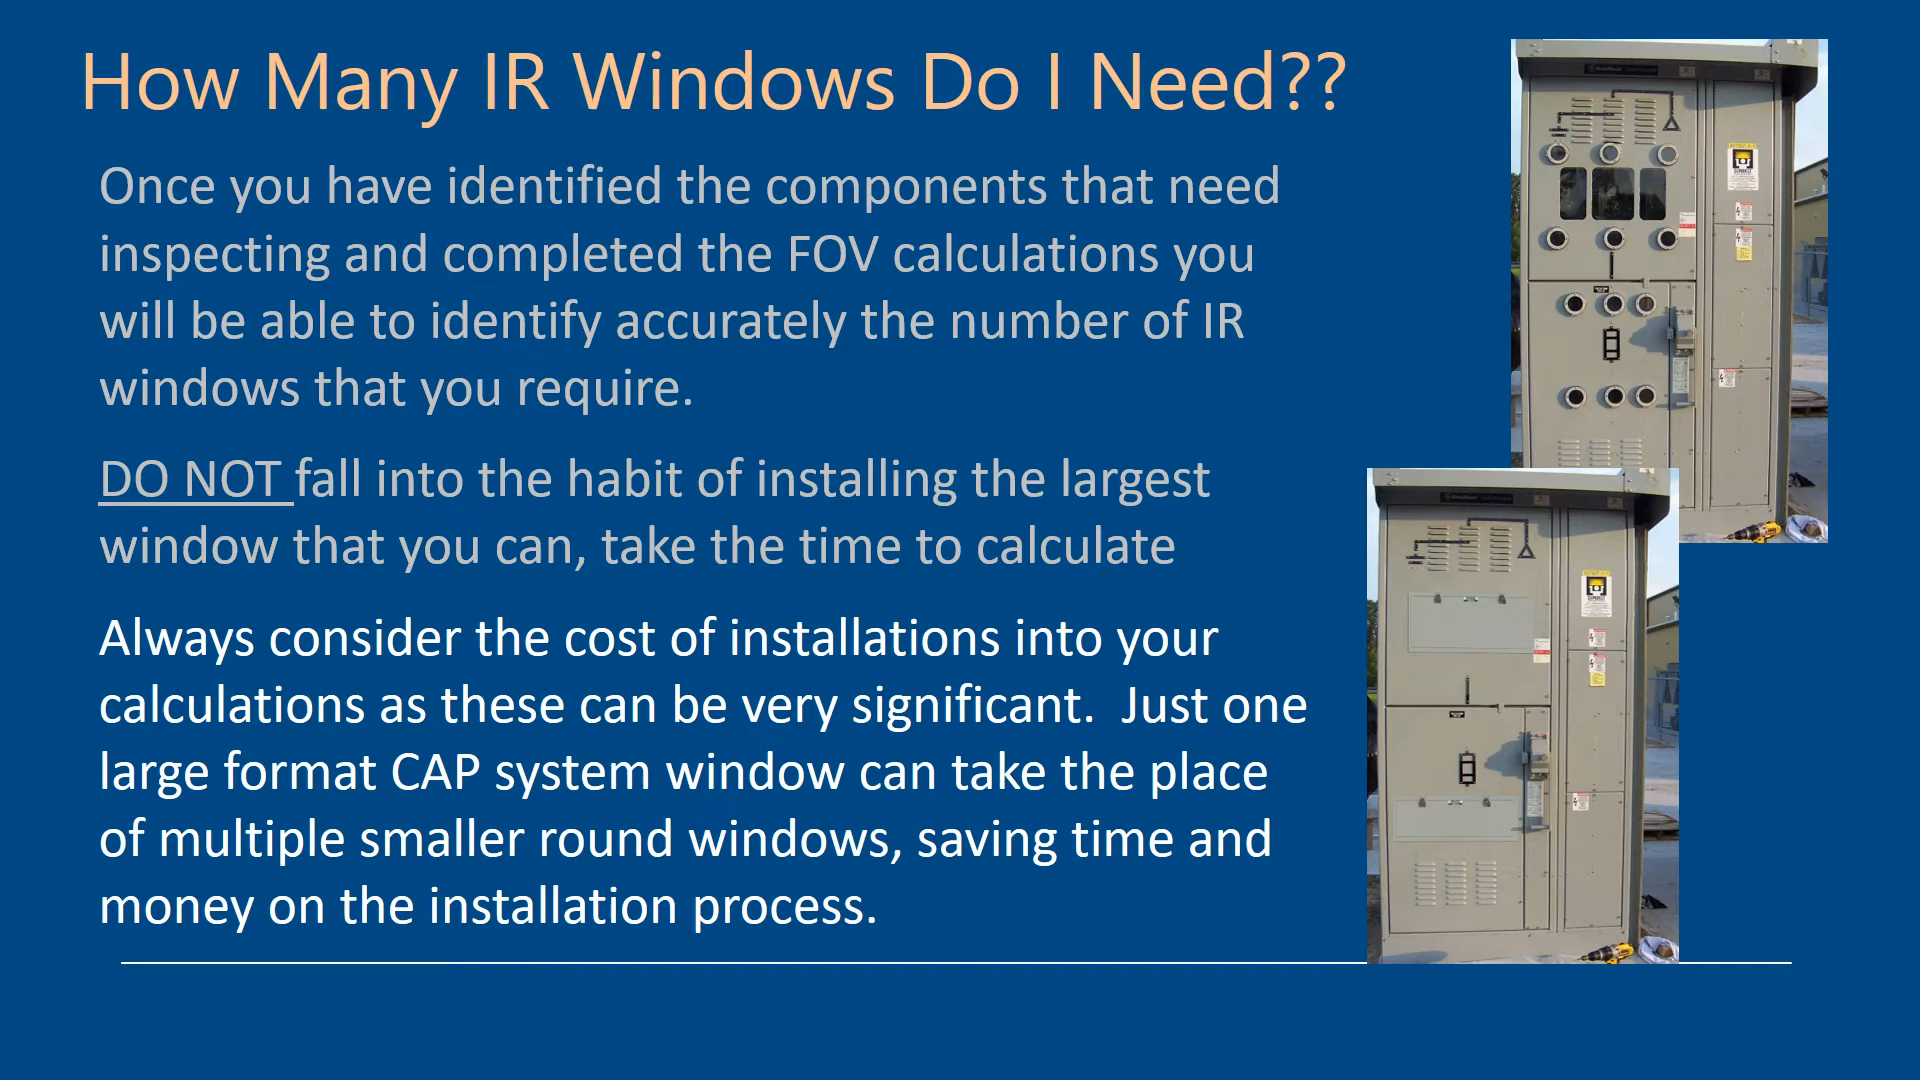 How Many IR Windows Do I Need??
Once you have identified the components that need
inspecting and completed the FOV calculations you
will be able to identify accurately the number of IR
windows that you require.
DO NOT fall into the habit of installing the largest
window that you can, take the time to calculate
Always consider the cost of installations into your
calculations as these can be very significant.  Just one
large format CAP system window can take the place
of multiple smaller round windows, saving time and
money on the installation process.